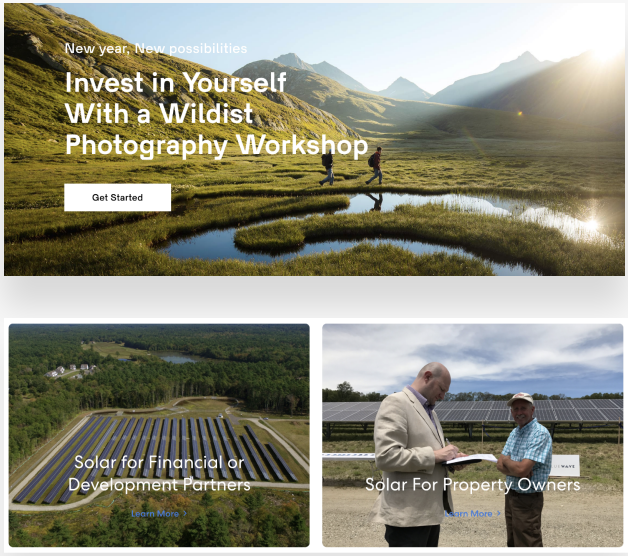 New year, New possibilities
Invest in Yourself
With a Wildist
Photography Workshop
Get Started
Solar for Financial or
Development Partners
Learn More >
Solar For Property Owners
WAVE
Learn More >